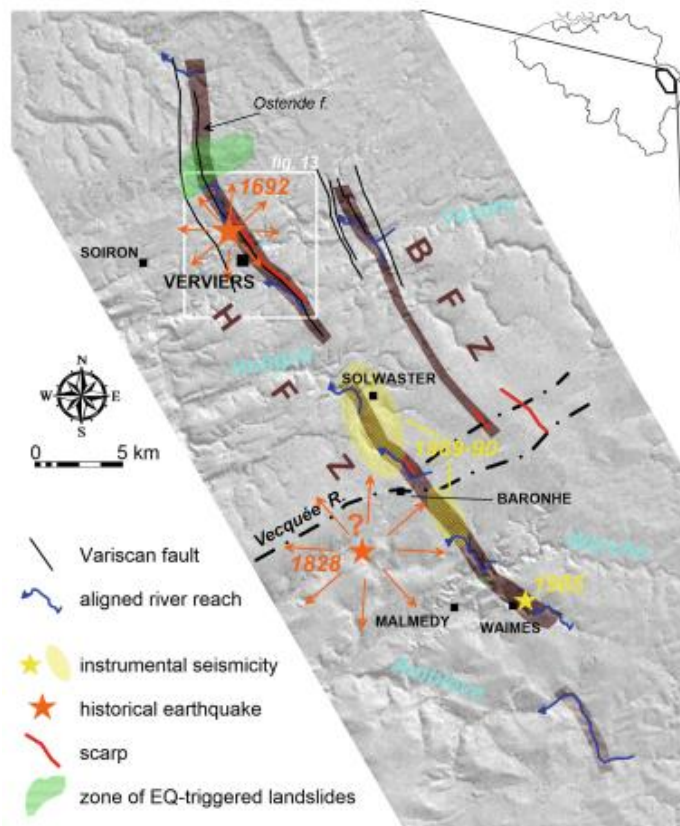 Ostende f.
fig. 13
1692
SOIRON
VERVIERS
H
F
Z
B
F
Z
N
W
E
S
0
5 km
SOLWASTER
1989-90
BARONHE
Vecquée R.
?
1828
MALMEDY
WAIMES
Variscan fault
aligned river reach
instrumental seismicity
historical earthquake
scarp
zone of EQ-triggered landslides